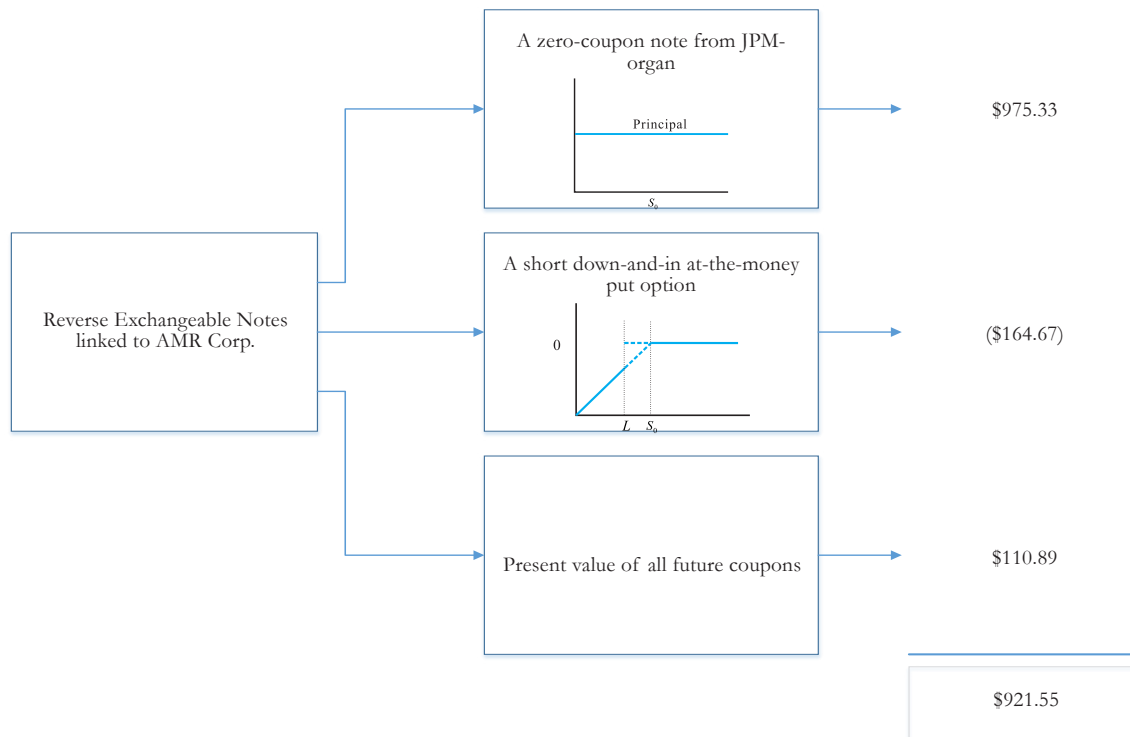 A zero-coupon note from JPM-
organ
Principal
S₀
$975.33
Reverse Exchangeable Notes
linked to AMR Corp.
A short down-and-in at-the-money
put option
0
L S₀
($164.67)
Present value of all future coupons
$110.89
$921.55